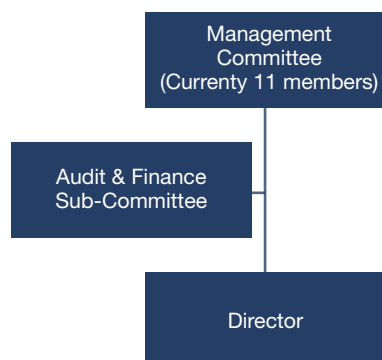 Management
Committee
(Currenty 11 members)
Audit & Finance
Sub-Committee
Director